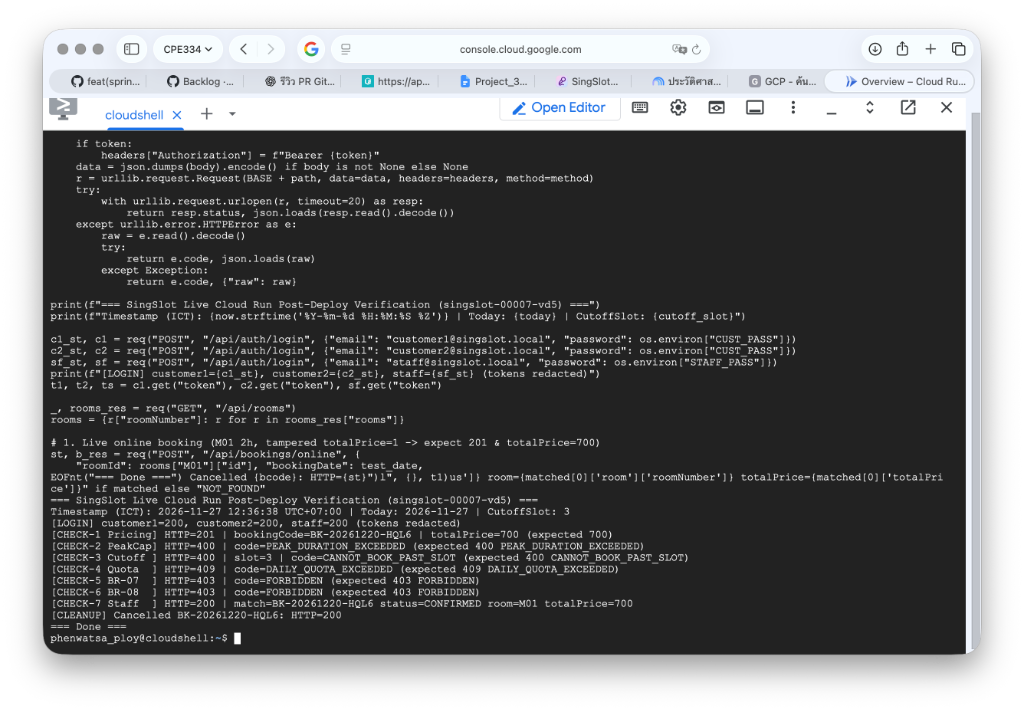 CPE334
console.cloud.google.com
feat(sprin...
Backlog ·...
รีวิว PR Git...
https://ap...
Project_3...
SingSlot...
ประวัติศาส...
GCP - ค้น...
Overview – Cloud Ru...
cloudshell
Open Editor
    if token:
        headers["Authorization"] = f"Bearer {token}"
    data = json.dumps(body).encode() if body is not None else None
    r = urllib.request.Request(BASE + path, data=data, headers=headers, method=method)
    try:
        with urllib.request.urlopen(r, timeout=20) as resp:
            return resp.status, json.loads(resp.read().decode())
    except urllib.error.HTTPError as e:
        raw = e.read().decode()
        try:
            return e.code, json.loads(raw)
        except Exception:
            return e.code, {"raw": raw}
print(f"=== SingSlot Live Cloud Run Post-Deploy Verification (singslot-00007-vd5) ===")
print(f"Timestamp (ICT): {now.strftime('%Y-%m-%d %H:%M:%S %Z')} | Today: {today} | CutoffSlot: {cutoff_slot}")
c1_st, c1 = req("POST", "/api/auth/login", {"email": "customer1@singslot.local", "password": os.environ["CUST_PASS"]})
c2_st, c2 = req("POST", "/api/auth/login", {"email": "customer2@singslot.local", "password": os.environ["CUST_PASS"]})
sf_st, sf = req("POST", "/api/auth/login", {"email": "staff@singslot.local", "password": os.environ["STAFF_PASS"]})
print(f"[LOGIN] customer1={c1_st}, customer2={c2_st}, staff={sf_st} (tokens redacted)")
t1, t2, ts = c1.get("token"), c2.get("token"), sf.get("token")
_, rooms_res = req("GET", "/api/rooms")
rooms = {r["roomNumber"]: r for r in rooms_res["rooms"]}
# 1. Live online booking (M01 2h, tampered totalPrice=1 -> expect 201 & totalPrice=700)
st, b_res = req("POST", "/api/bookings/online", {
    "roomId": rooms["M01"]["id"], "bookingDate": test_date,
EOFnt("=== Done ===") Cancelled {bcode}: HTTP={st}")l", {}, t1)us']} room={matched[0]['room']['roomNumber']} totalPrice={matched[0]['totalPri
ce']}" if matched else "NOT_FOUND"
=== SingSlot Live Cloud Run Post-Deploy Verification (singslot-00007-vd5) ===
Timestamp (ICT): 2026-11-27 12:36:38 UTC+07:00 | Today: 2026-11-27 | CutoffSlot: 3
[LOGIN] customer1=200, customer2=200, staff=200 (tokens redacted)
[CHECK-1 Pricing] HTTP=201 | bookingCode=BK-20261220-HQL6 | totalPrice=700 (expected 700)
[CHECK-2 PeakCap] HTTP=400 | code=PEAK_DURATION_EXCEEDED (expected 400 PEAK_DURATION_EXCEEDED)
[CHECK-3 Cutoff ] HTTP=400 | slot=3 | code=CANNOT_BOOK_PAST_SLOT (expected 400 CANNOT_BOOK_PAST_SLOT)
[CHECK-4 Quota  ] HTTP=409 | code=DAILY_QUOTA_EXCEEDED (expected 409 DAILY_QUOTA_EXCEEDED)
[CHECK-5 BR-07  ] HTTP=403 | code=FORBIDDEN (expected 403 FORBIDDEN)
[CHECK-6 BR-08  ] HTTP=403 | code=FORBIDDEN (expected 403 FORBIDDEN)
[CHECK-7 Staff  ] HTTP=200 | match=BK-20261220-HQL6 status=CONFIRMED room=M01 totalPrice=700
[CLEANUP] Cancelled BK-20261220-HQL6: HTTP=200
=== Done ===
phenwatsa_ploy@cloudshell:~$